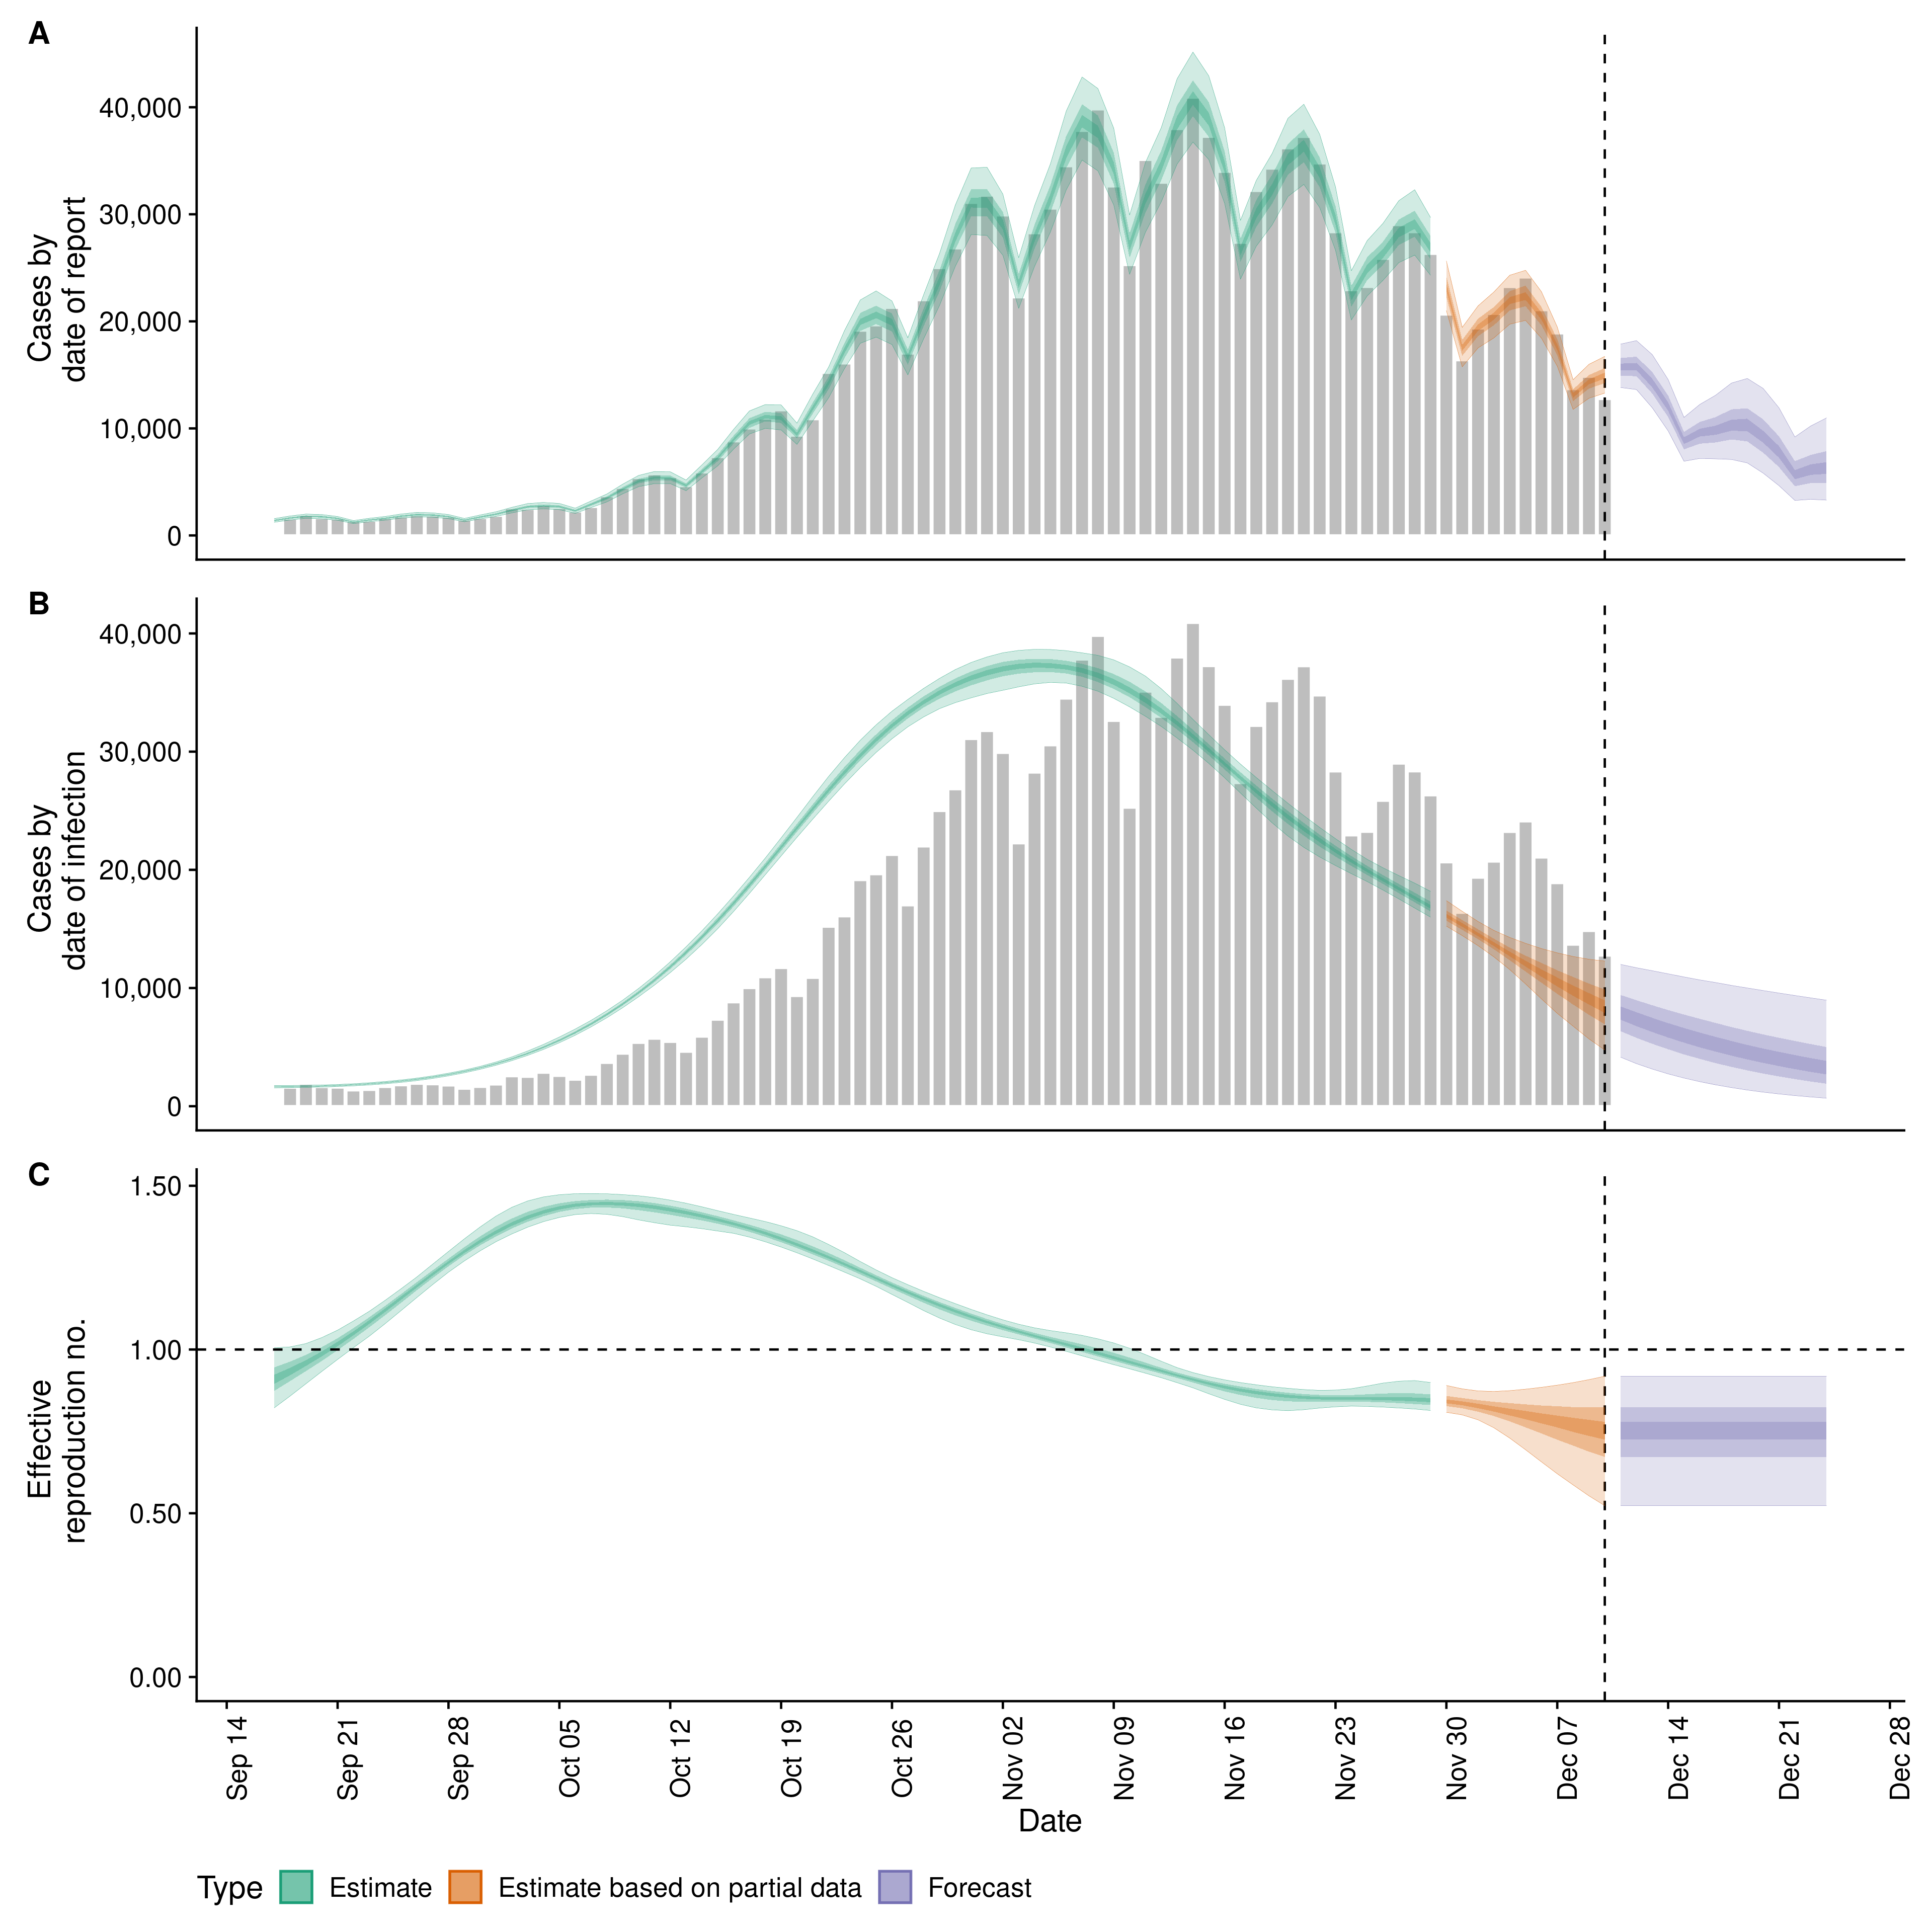 A
Cases by
date of report
40,000
30,000
20,000
10,000
0
B
Cases by
date of infection
40,000
30,000
20,000
10,000
0
C
Effective
reproduction no.
1.50
1.00
0.50
0.00
Sep 14
Sep 21
Sep 28
Oct 05
Oct 12
Oct 19
Oct 26
Nov 02
Nov 09
Nov 16
Nov 23
Nov 30
Dec 07
Dec 14
Dec 21
Dec 28
Date
Type Estimate Estimate based on partial data Forecast